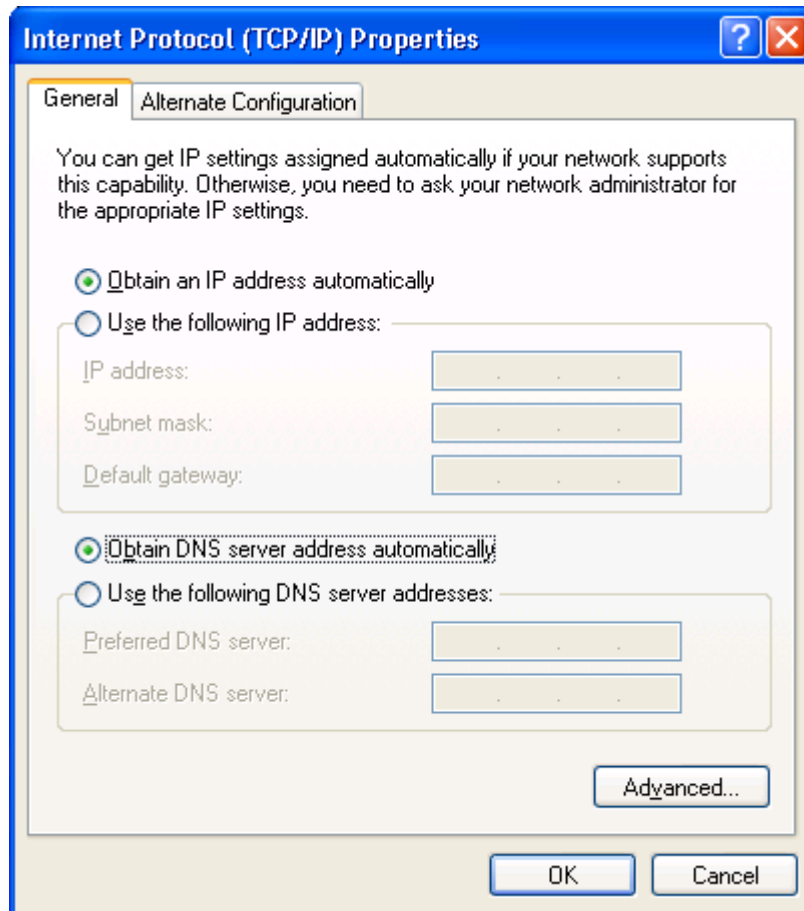 Internet Protocol (TCP/IP) Properties
General
Alternate Configuration
You can get IP settings assigned automatically if your network supports
this capability. Otherwise, you need to ask your network administrator for
the appropriate IP settings.
Obtain an IP address automatically
Use the following IP address:
IP address:
Subnet mask:
Default gateway:
Obtain DNS server address automatically
Use the following DNS server addresses:
Preferred DNS server:
Alternate DNS server:
Advanced...
OK
Cancel